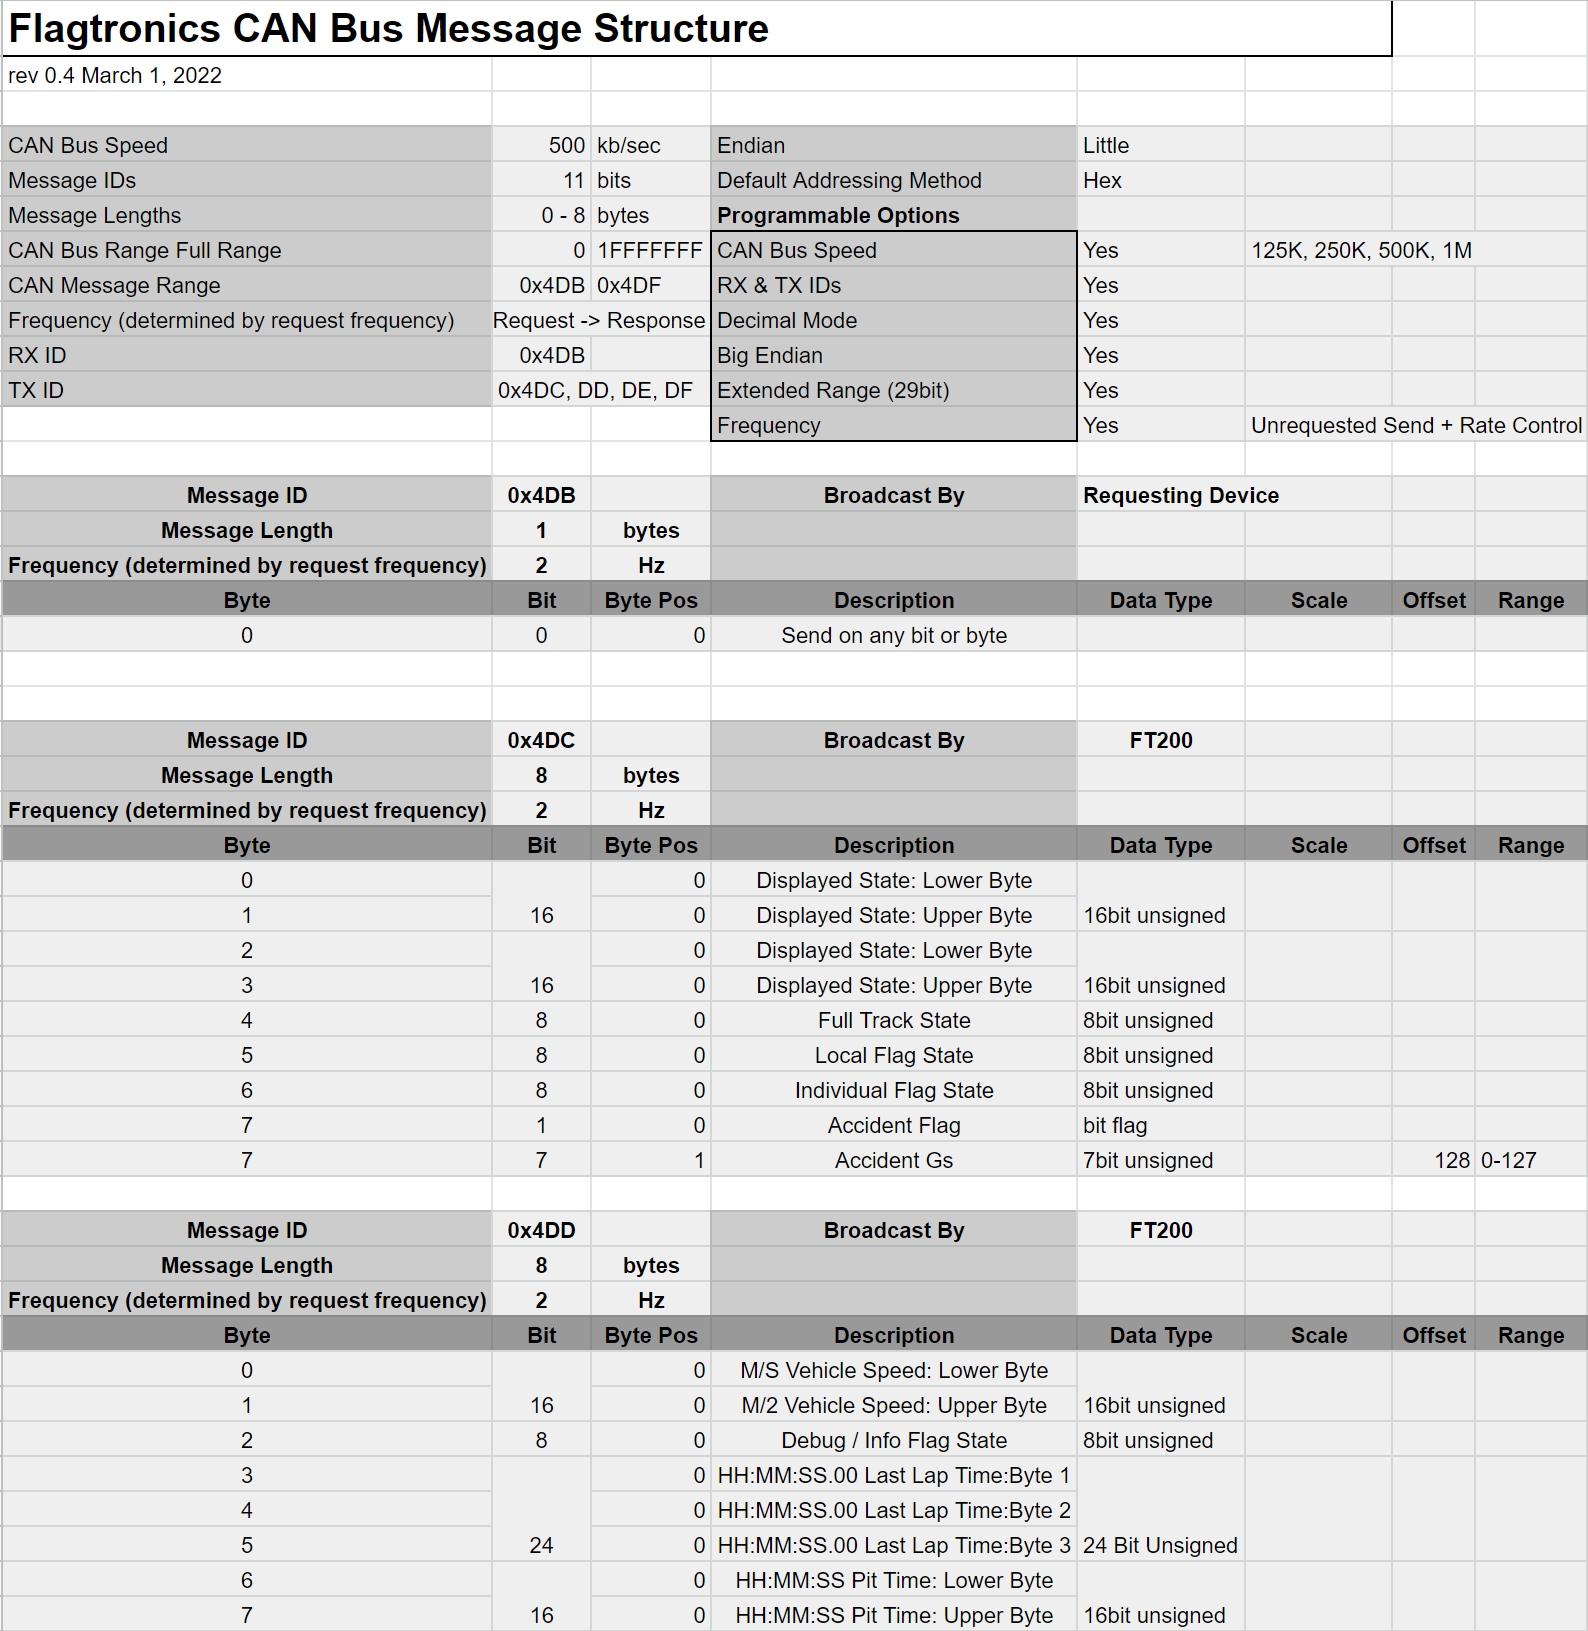 Flagtronics CAN Bus Message Structure
rev 0.4 March 1, 2022
CAN Bus Speed 500 kb/sec Endian Little
Message IDs 11 bits Default Addressing Method Hex
Message Lengths 0 - 8 bytes Programmable Options
CAN Bus Range Full Range 0 1FFFFFFF CAN Bus Speed Yes 125K, 250K, 500K, 1M
CAN Message Range 0x4DB 0x4DF RX & TX IDs Yes
Frequency (determined by request frequency) Request -> Response Decimal Mode Yes
RX ID 0x4DB Big Endian Yes
TX ID 0x4DC, DD, DE, DF Extended Range (29bit) Yes
Frequency Yes Unrequested Send + Rate Control
Message ID 0x4DB Broadcast By Requesting Device
Message Length 1 bytes
Frequency (determined by request frequency) 2 Hz
Byte Bit Byte Pos Description Data Type Scale Offset Range
0 0 0 Send on any bit or byte
Message ID 0x4DC Broadcast By FT200
Message Length 8 bytes
Frequency (determined by request frequency) 2 Hz
Byte Bit Byte Pos Description Data Type Scale Offset Range
0 0 Displayed State: Lower Byte
1 16 0 Displayed State: Upper Byte 16bit unsigned
2 0 Displayed State: Lower Byte
3 16 0 Displayed State: Upper Byte 16bit unsigned
4 8 0 Full Track State 8bit unsigned
5 8 0 Local Flag State 8bit unsigned
6 8 0 Individual Flag State 8bit unsigned
7 1 0 Accident Flag bit flag
7 7 1 Accident Gs 7bit unsigned 128 0-127
Message ID 0x4DD Broadcast By FT200
Message Length 8 bytes
Frequency (determined by request frequency) 2 Hz
Byte Bit Byte Pos Description Data Type Scale Offset Range
0 0 M/S Vehicle Speed: Lower Byte
1 16 0 M/2 Vehicle Speed: Upper Byte 16bit unsigned
2 8 0 Debug / Info Flag State 8bit unsigned
3 0 HH:MM:SS.00 Last Lap Time:Byte 1
4 0 HH:MM:SS.00 Last Lap Time:Byte 2
5 24 0 HH:MM:SS.00 Last Lap Time:Byte 3 24 Bit Unsigned
6 0 HH:MM:SS Pit Time: Lower Byte
7 16 0 HH:MM:SS Pit Time: Upper Byte 16bit unsigned